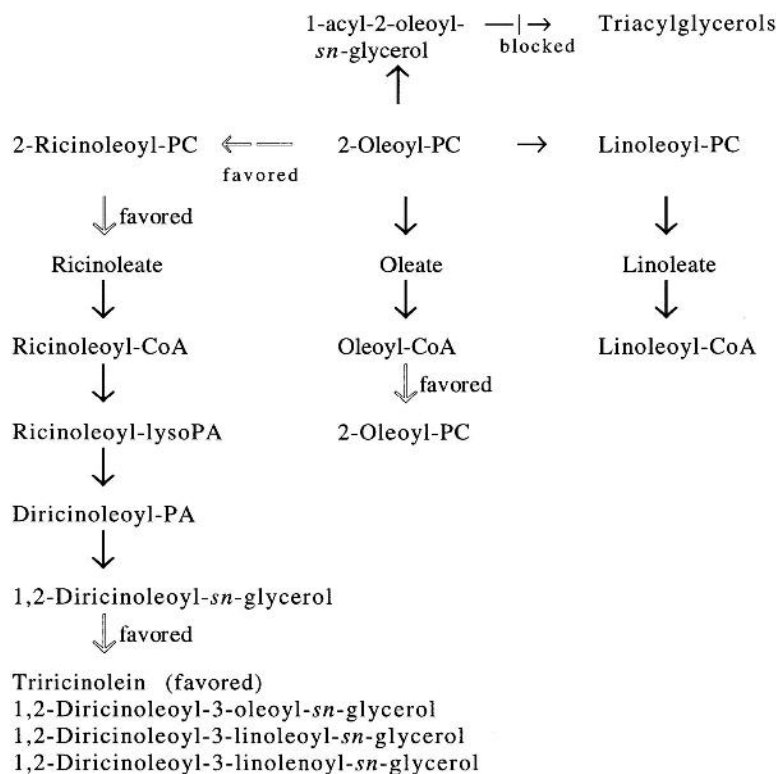 1-acyl-2-oleoyl- Triacylglycerols
sn-glycerol blocked
2-Ricinoleoyl-PC 2-Oleoyl-PC Linoleoyl-PC
favored
favored
Ricinoleate Oleate Linoleate
Ricinoleoyl-CoA Oleoyl-CoA Linoleoyl-CoA
favored
Ricinoleoyl-lysoPA 2-Oleoyl-PC
Diricinoleoyl-PA
1,2-Diricinoleoyl-sn-glycerol
favored
Triricinolein (favored)
1,2-Diricinoleoyl-3-oleoyl-sn-glycerol
1,2-Diricinoleoyl-3-linoleoyl-sn-glycerol
1,2-Diricinoleoyl-3-linolenoyl-sn-glycerol